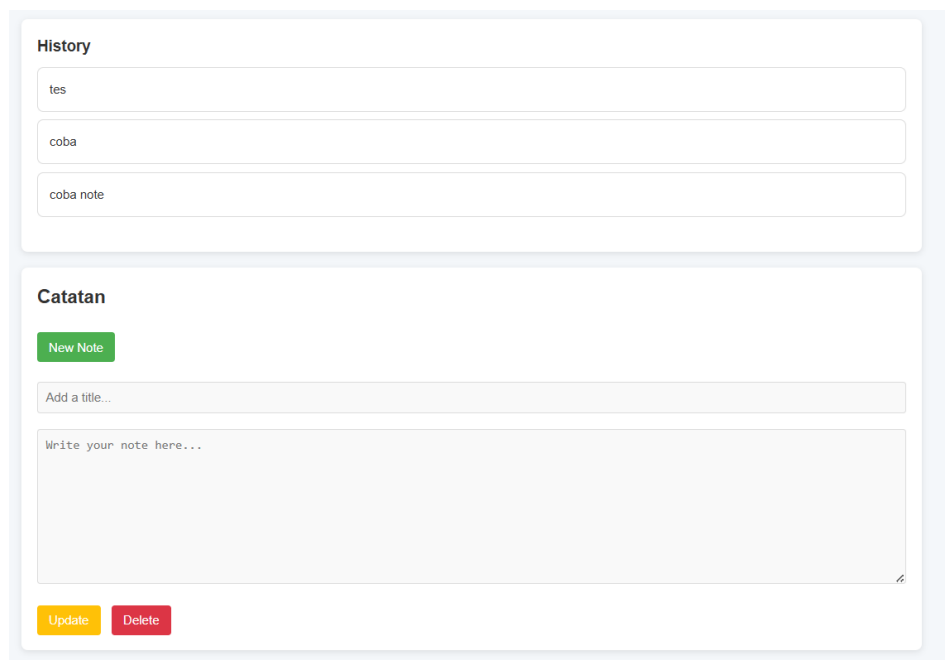 History
tes
coba
coba note
Catatan
New Note
Add a title...
Write your note here...
Update
Delete